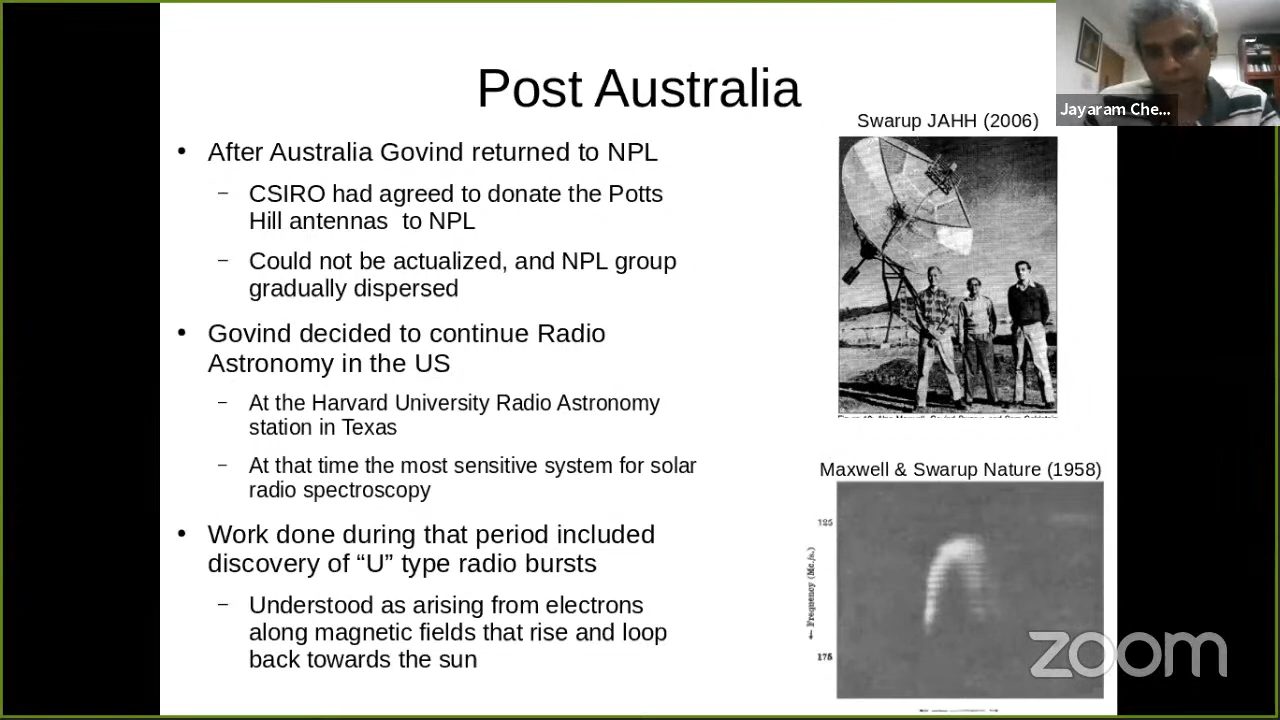 Post Australia
Jayaram Che...
Swarup JAHH (2006)
• After Australia Govind returned to NPL
– CSIRO had agreed to donate the Potts
Hill antennas to NPL
– Could not be actualized, and NPL group
gradually dispersed
• Govind decided to continue Radio
Astronomy in the US
– At the Harvard University Radio Astronomy
station in Texas
– At that time the most sensitive system for solar
radio spectroscopy
• Work done during that period included
discovery of “U” type radio bursts
– Understood as arising from electrons
along magnetic fields that rise and loop
back towards the sun
Maxwell & Swarup Nature (1958)
125
← Frequency (Mc./s.)
175
zoom